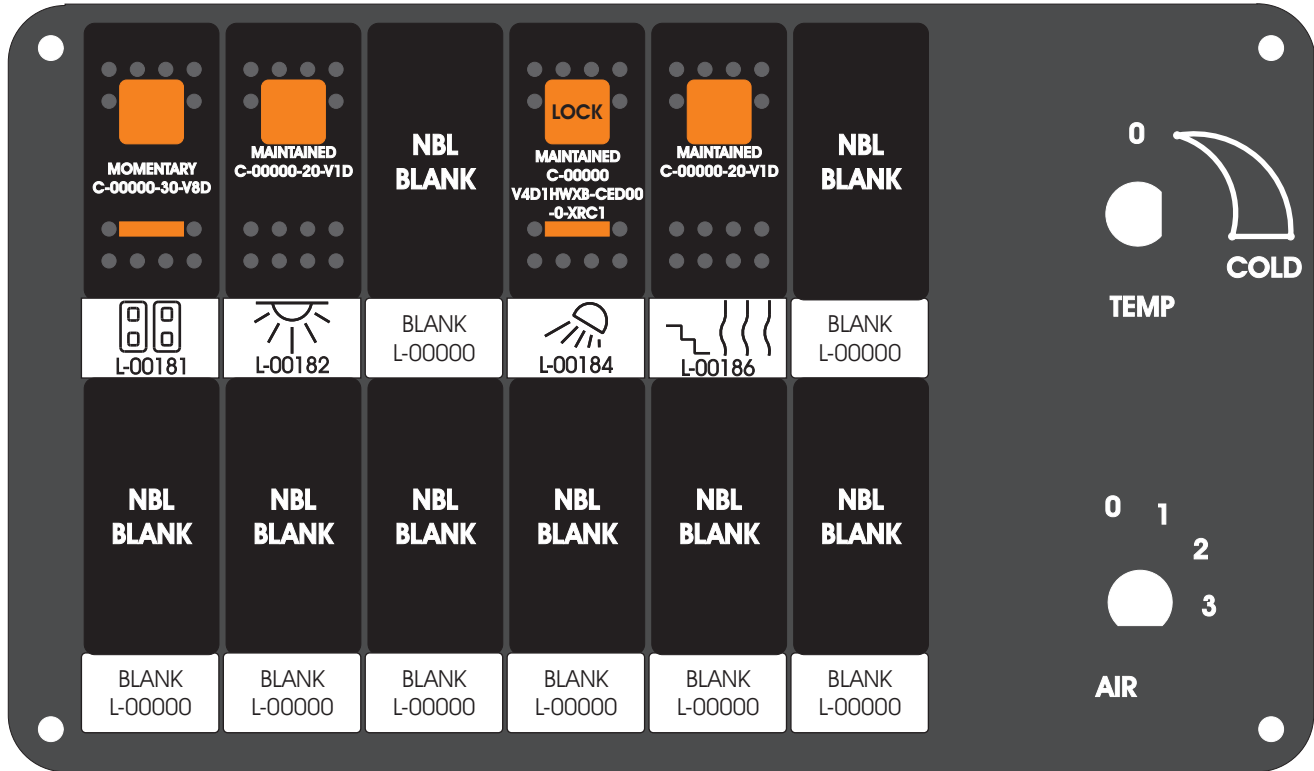 MOMENTARY
C-00000-30-V8D
MAINTAINED
C-00000-20-V1D
NBL
BLANK
LOCK
MAINTAINED
C-00000
V4D1HWXB-CED00
-0-XRC1
MAINTAINED
C-00000-20-V1D
NBL
BLANK
0
COLD
TEMP
L-00181
L-00182
BLANK
L-00000
L-00184
L-00186
BLANK
L-00000
NBL
BLANK
NBL
BLANK
NBL
BLANK
NBL
BLANK
NBL
BLANK
NBL
BLANK
0
1
2
3
AIR
BLANK
L-00000
BLANK
L-00000
BLANK
L-00000
BLANK
L-00000
BLANK
L-00000
BLANK
L-00000